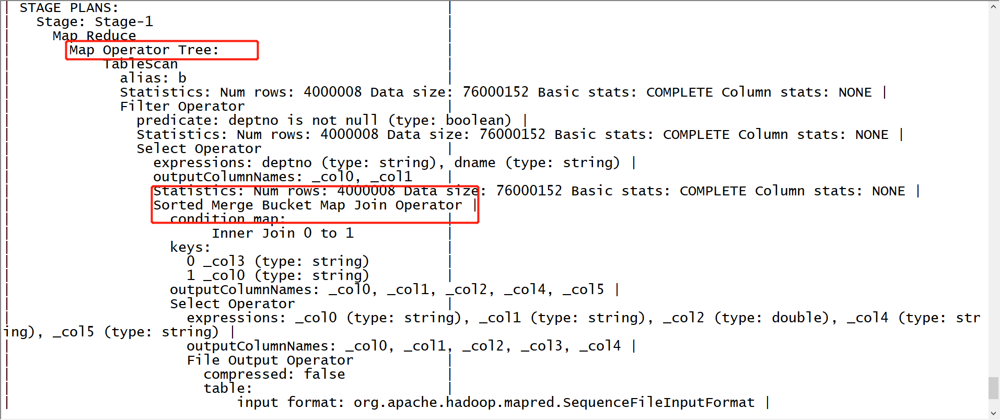 | STAGE PLANS: |
| Stage: Stage-1 |
| Map Reduce |
| Map Operator Tree: |
| TableScan |
| alias: b |
| Statistics: Num rows: 4000008 Data size: 76000152 Basic stats: COMPLETE Column stats: NONE |
| Filter Operator |
| predicate: deptno is not null (type: boolean) |
| Statistics: Num rows: 4000008 Data size: 76000152 Basic stats: COMPLETE Column stats: NONE |
| Select Operator |
| expressions: deptno (type: string), dname (type: string) |
| outputColumnNames: _col0, _col1 |
| Statistics: Num rows: 4000008 Data size: 76000152 Basic stats: COMPLETE Column stats: NONE |
| Sorted Merge Bucket Map Join Operator |
| condition map: |
| Inner Join 0 to 1 |
| keys: |
| 0 _col3 (type: string) |
| 1 _col0 (type: string) |
| outputColumnNames: _col0, _col1, _col2, _col4, _col5 |
| Select Operator |
| expressions: _col0 (type: string), _col1 (type: string), _col2 (type: double), _col4 (type: str
ing), _col5 (type: string) |
| outputColumnNames: _col0, _col1, _col2, _col3, _col4 |
| File Output Operator |
| compressed: false |
| table: |
| input format: org.apache.hadoop.mapred.SequenceFileInputFormat |